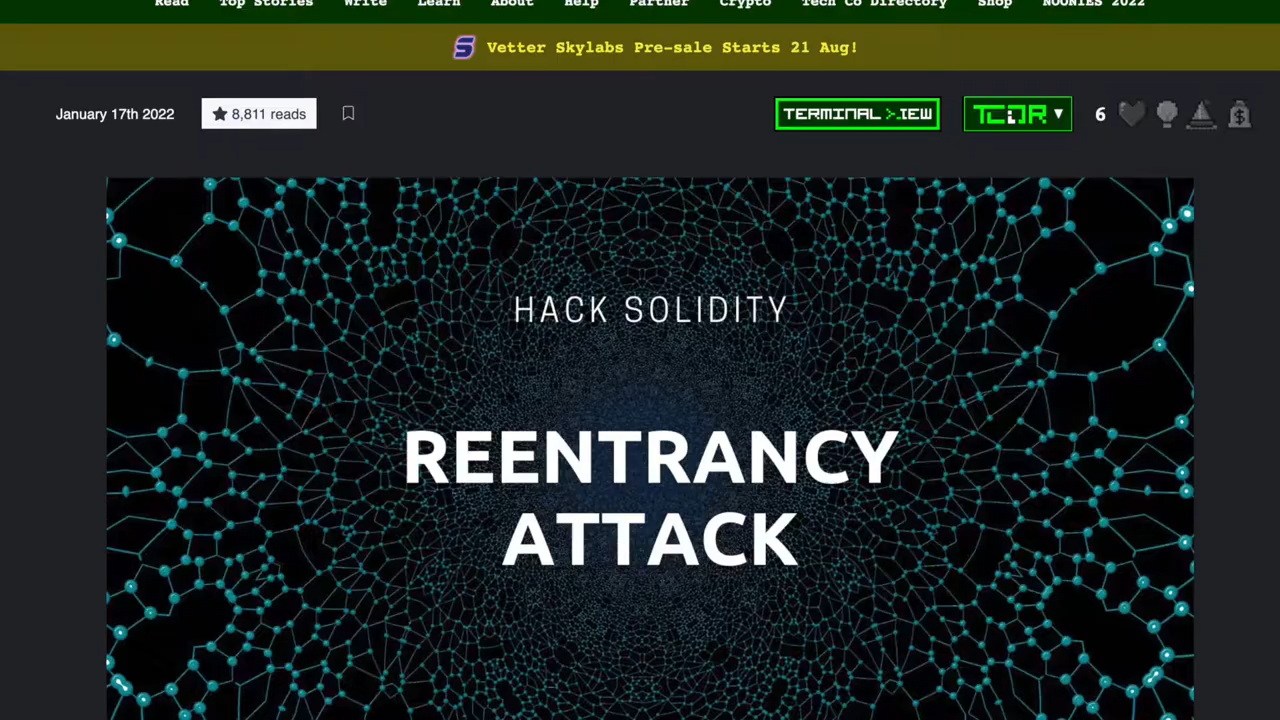 Read Top Stories Write Learn About Help Partner Crypto Tech Co Directory Shop NOONIES 2022
Vetter Skylabs Pre-sale Starts 21 Aug!
January 17th 2022 8,811 reads TERMINAL >_IEW 6
HACK SOLIDITY
REENTRANCY
ATTACK